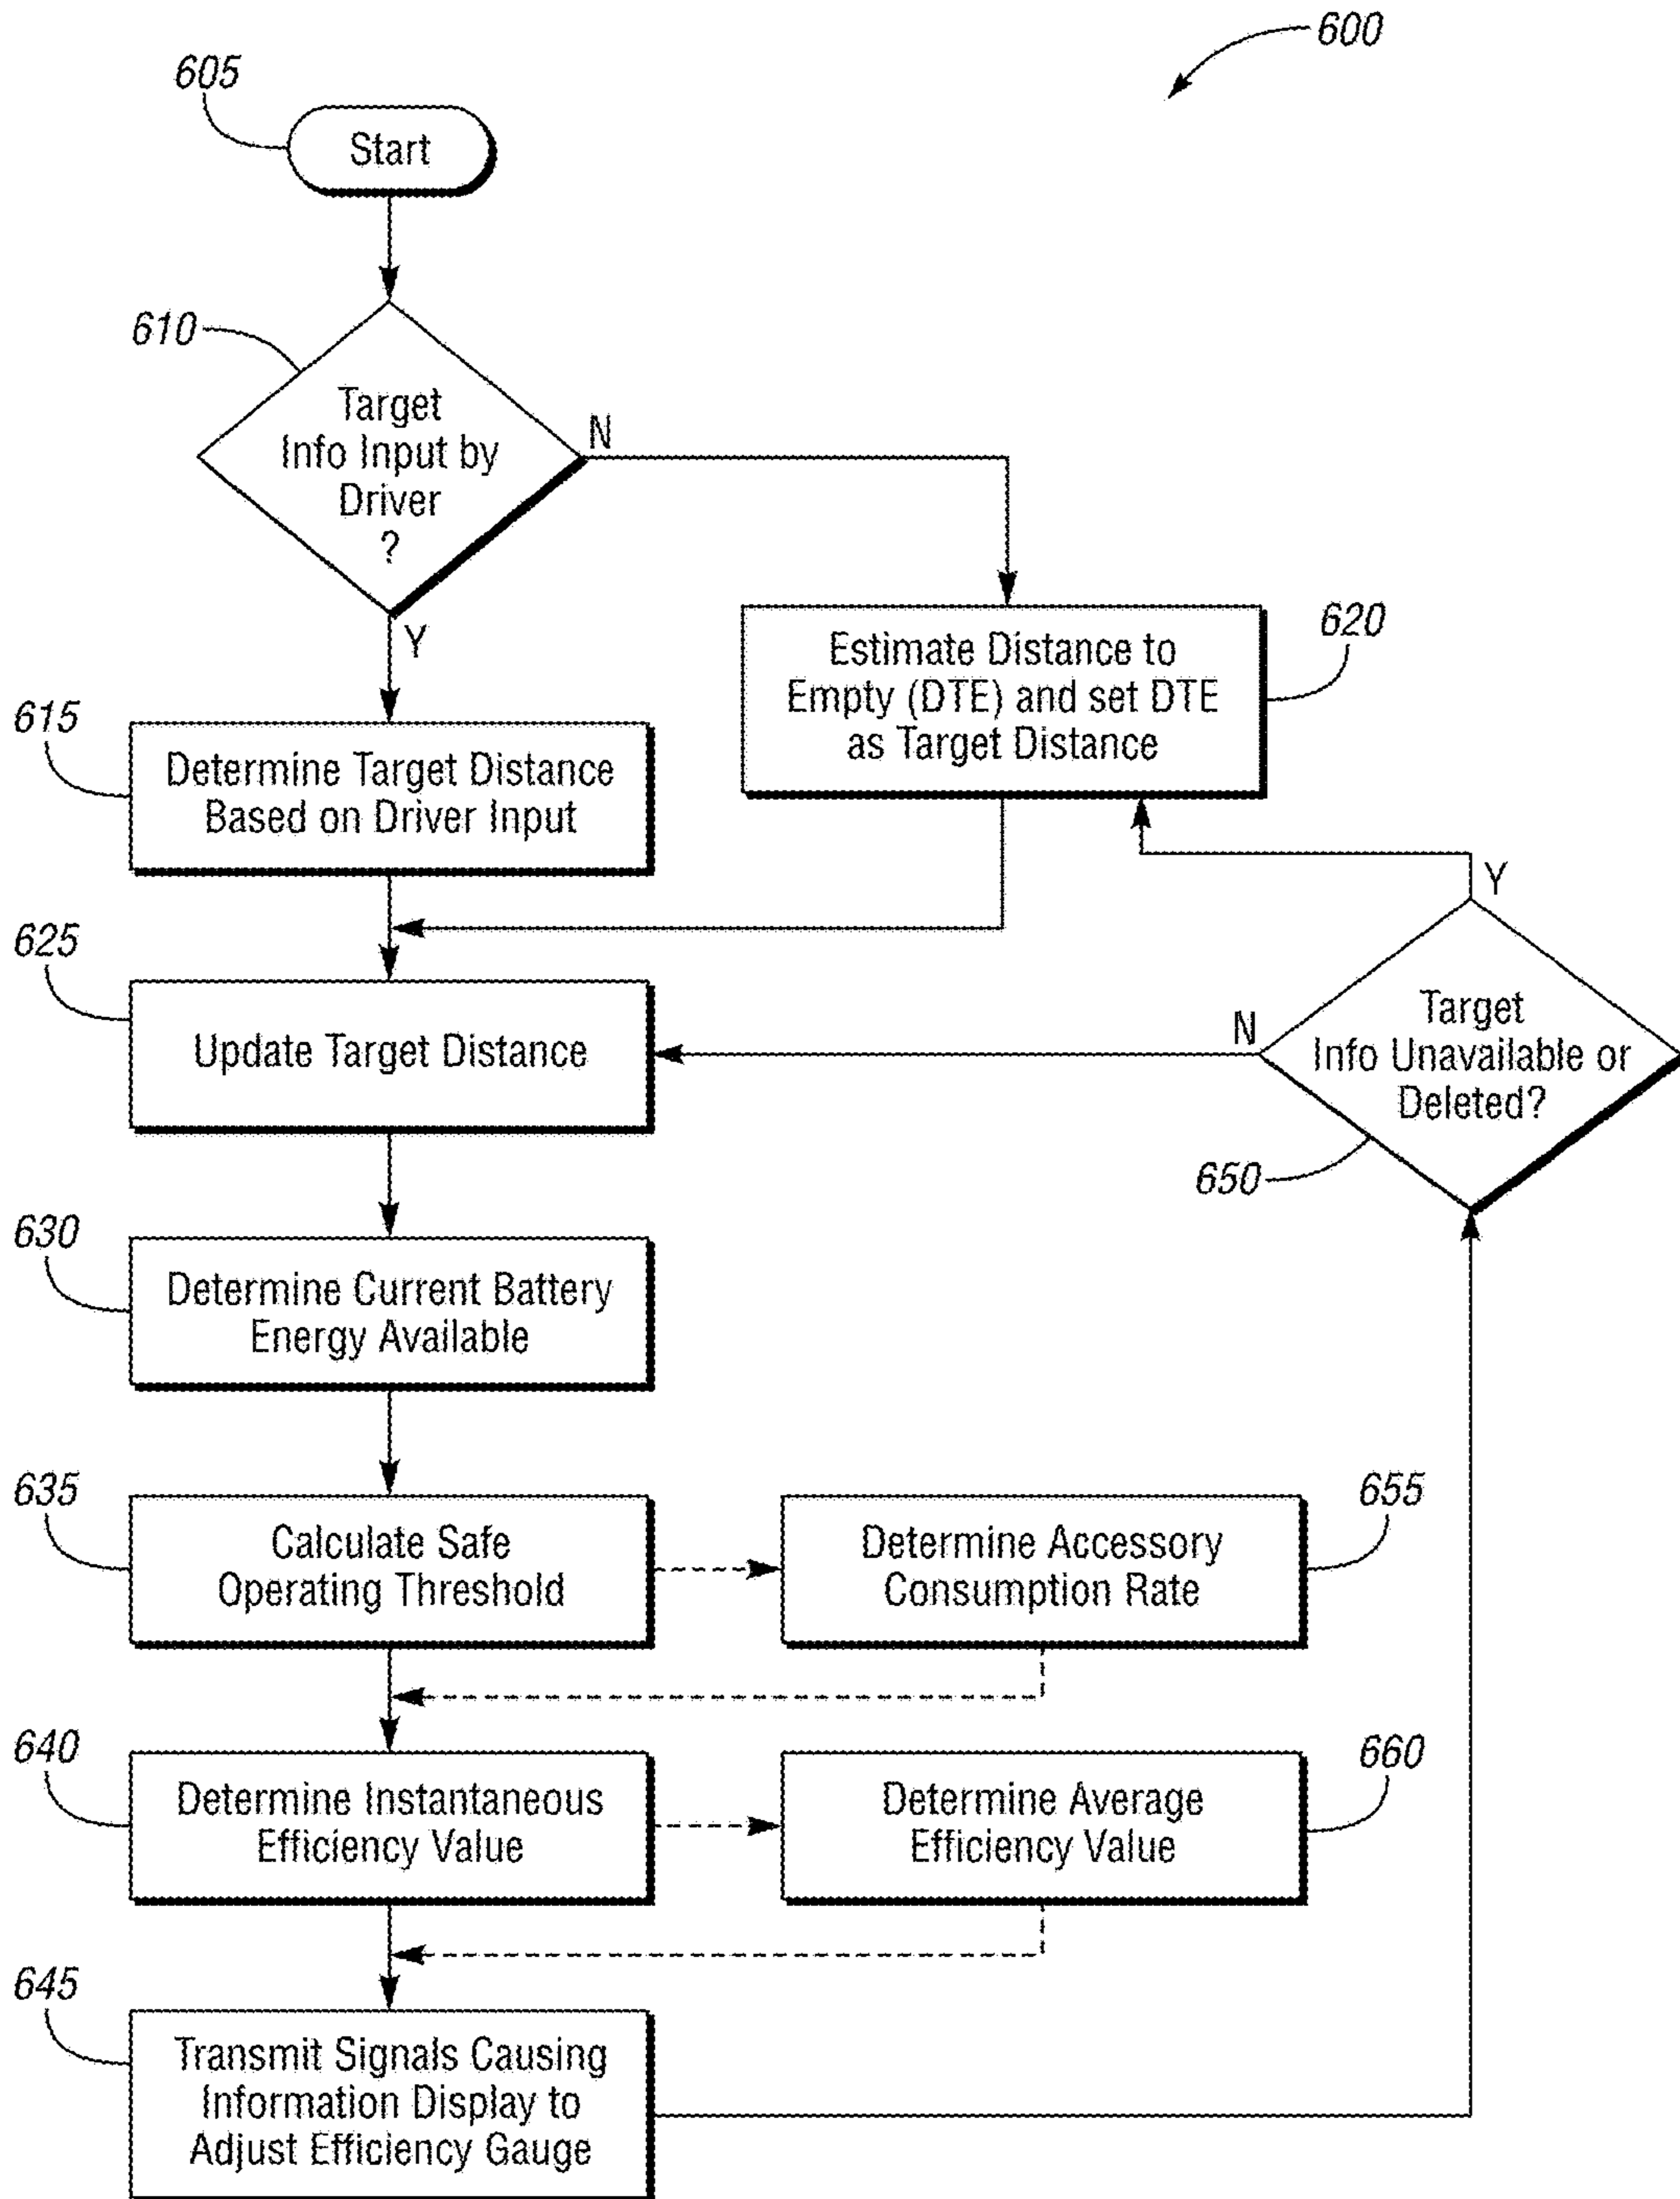 600
605
Start
610
Target
Info Input by
Driver
?
N
Y
620
Estimate Distance to
Empty (DTE) and set DTE
as Target Distance
615
Determine Target Distance
Based on Driver Input
Y
625
Update Target Distance
N
Target
Info Unavailable or
Deleted?
650
630
Determine Current Battery
Energy Available
635
Calculate Safe
Operating Threshold
655
Determine Accessory
Consumption Rate
640
Determine Instantaneous
Efficiency Value
660
Determine Average
Efficiency Value
645
Transmit Signals Causing
Information Display to
Adjust Efficiency Gauge